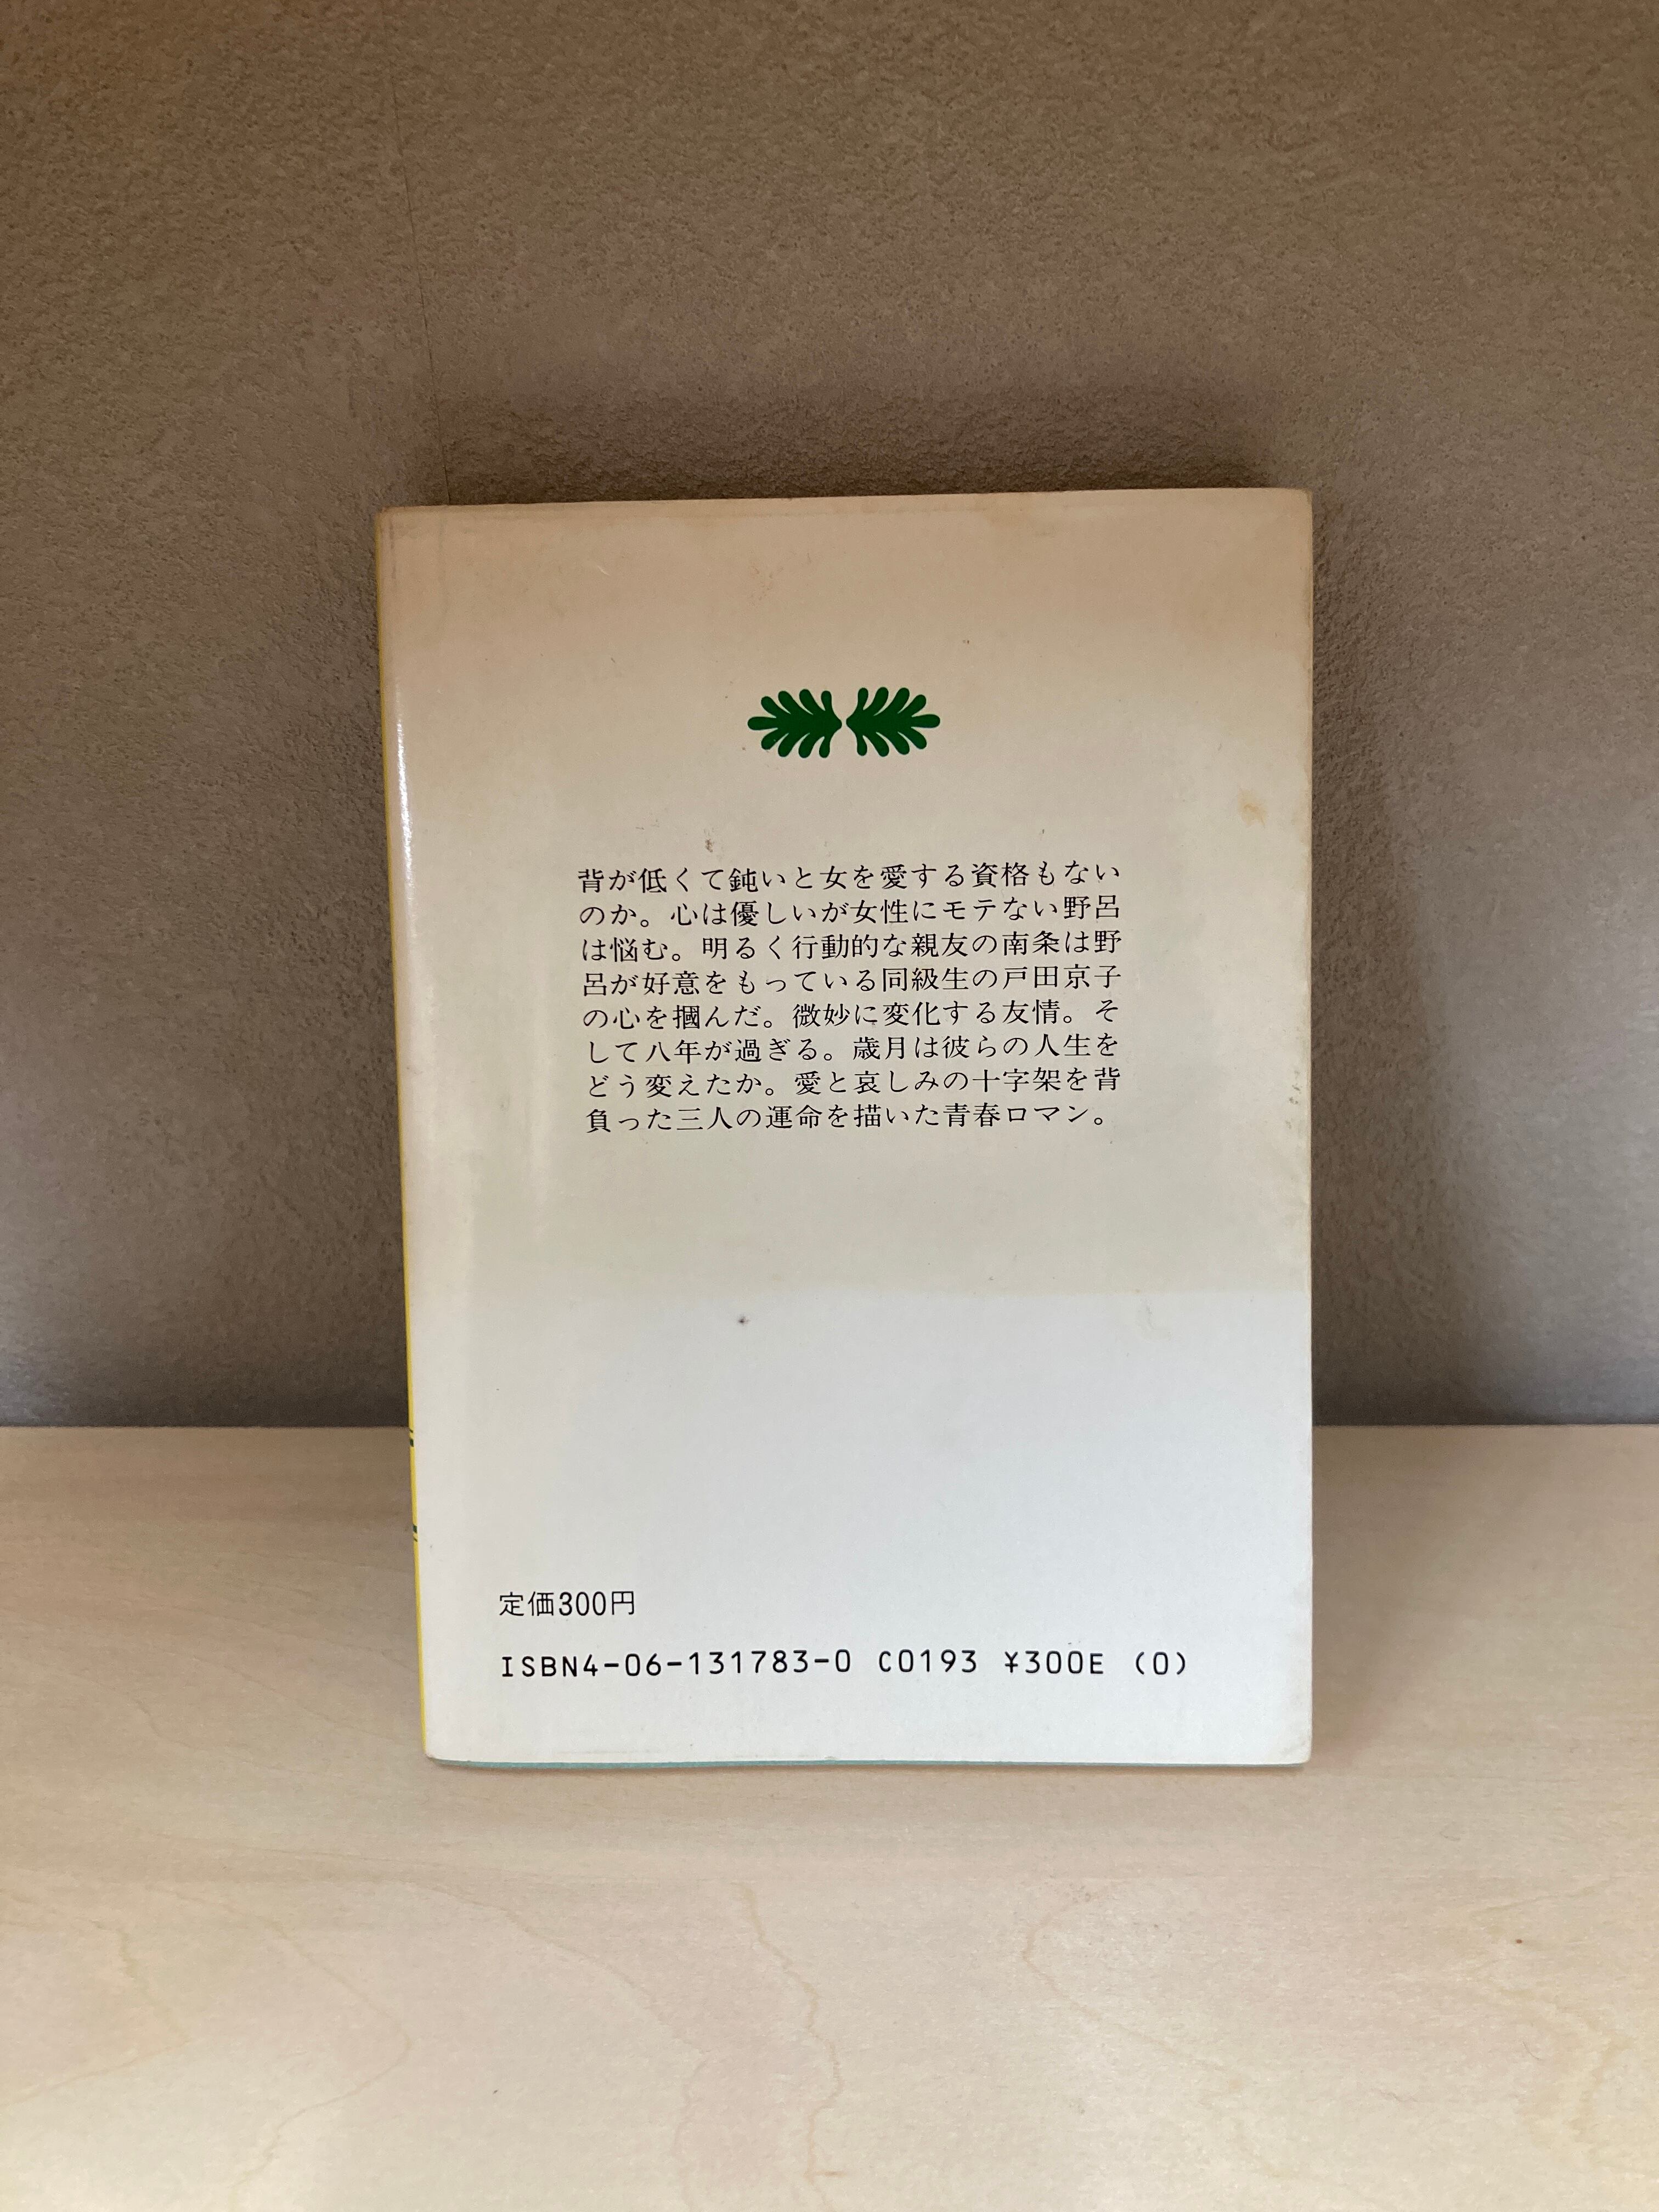 背が低くて鈍いと女を愛する資格もない
のか。心は優しいが女性にモテない野呂
は悩む。明るく行動的な親友の南条は野
呂が好意をもっている同級生の戸田京子
の心を摑んだ。微妙に変化する友情。そ
して八年が過ぎる。歳月は彼らの人生を
どう変えたか。愛と哀しみの十字架を背
負った三人の運命を描いた青春ロマン。
定価300円
ISBN4-06-131783-0 C0193 ¥300E (0)